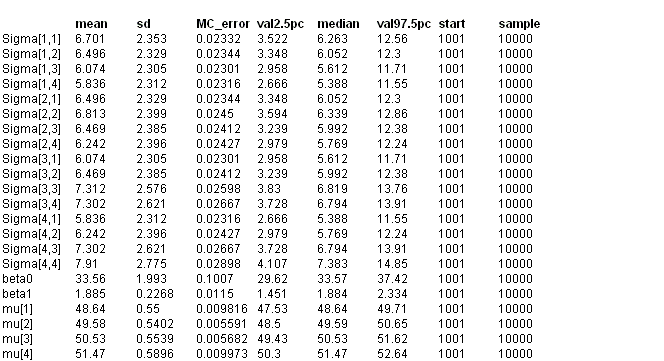 mean sd MC_error val2.5pc median val97.5pc start sample
Sigma[1,1] 6.701 2.353 0.02332 3.522 6.263 12.56 1001 10000
Sigma[1,2] 6.496 2.329 0.02344 3.348 6.052 12.3 1001 10000
Sigma[1,3] 6.074 2.305 0.02301 2.958 5.612 11.71 1001 10000
Sigma[1,4] 5.836 2.312 0.02316 2.666 5.388 11.55 1001 10000
Sigma[2,1] 6.496 2.329 0.02344 3.348 6.052 12.3 1001 10000
Sigma[2,2] 6.813 2.399 0.0245 3.594 6.339 12.86 1001 10000
Sigma[2,3] 6.469 2.385 0.02412 3.239 5.992 12.38 1001 10000
Sigma[2,4] 6.242 2.396 0.02427 2.979 5.769 12.24 1001 10000
Sigma[3,1] 6.074 2.305 0.02301 2.958 5.612 11.71 1001 10000
Sigma[3,2] 6.469 2.385 0.02412 3.239 5.992 12.38 1001 10000
Sigma[3,3] 7.312 2.576 0.02598 3.83 6.819 13.76 1001 10000
Sigma[3,4] 7.302 2.621 0.02667 3.728 6.794 13.91 1001 10000
Sigma[4,1] 5.836 2.312 0.02316 2.666 5.388 11.55 1001 10000
Sigma[4,2] 6.242 2.396 0.02427 2.979 5.769 12.24 1001 10000
Sigma[4,3] 7.302 2.621 0.02667 3.728 6.794 13.91 1001 10000
Sigma[4,4] 7.91 2.775 0.02898 4.107 7.383 14.85 1001 10000
beta0 33.56 1.993 0.1007 29.62 33.57 37.42 1001 10000
beta1 1.885 0.2268 0.0115 1.451 1.884 2.334 1001 10000
mu[1] 48.64 0.55 0.009816 47.53 48.64 49.71 1001 10000
mu[2] 49.58 0.5402 0.005591 48.5 49.59 50.65 1001 10000
mu[3] 50.53 0.5539 0.005682 49.43 50.53 51.62 1001 10000
mu[4] 51.47 0.5896 0.009973 50.3 51.47 52.64 1001 10000